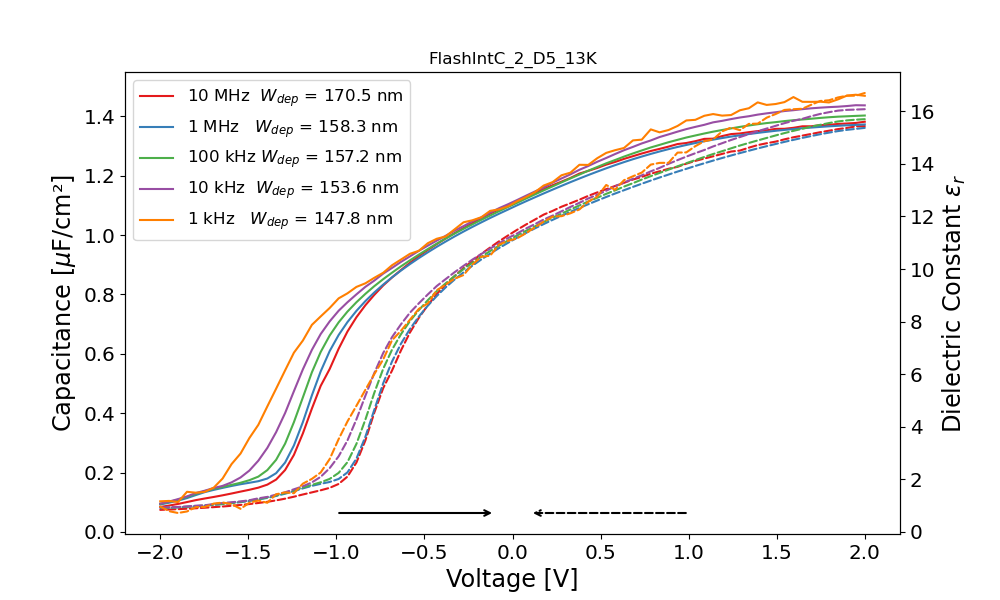 FlashIntC_2_D5_13K
10 MHz W_dep = 170.5 nm
1 MHz W_dep = 158.3 nm
100 kHz W_dep = 157.2 nm
10 kHz W_dep = 153.6 nm
1 kHz W_dep = 147.8 nm
Capacitance [μF/cm²]
1.4
1.2
1.0
0.8
0.6
0.4
0.2
0.0
16
14
12
10
8
6
4
2
0
Dielectric Constant ε_r
−2.0 −1.5 −1.0 −0.5 0.0 0.5 1.0 1.5 2.0
Voltage [V]